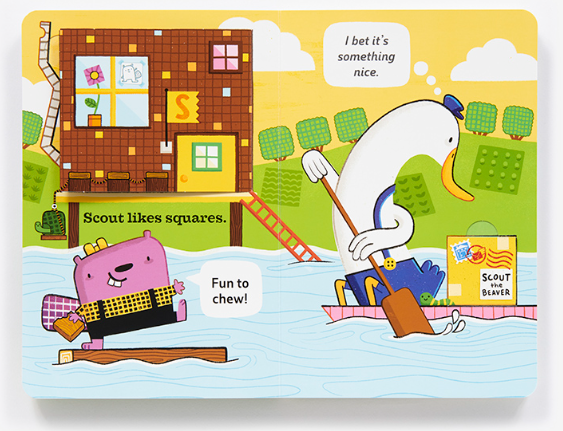 I bet it's
something
nice.
S
Scout likes squares.
Fun to
chew!
SCOUT
the
BEAVER